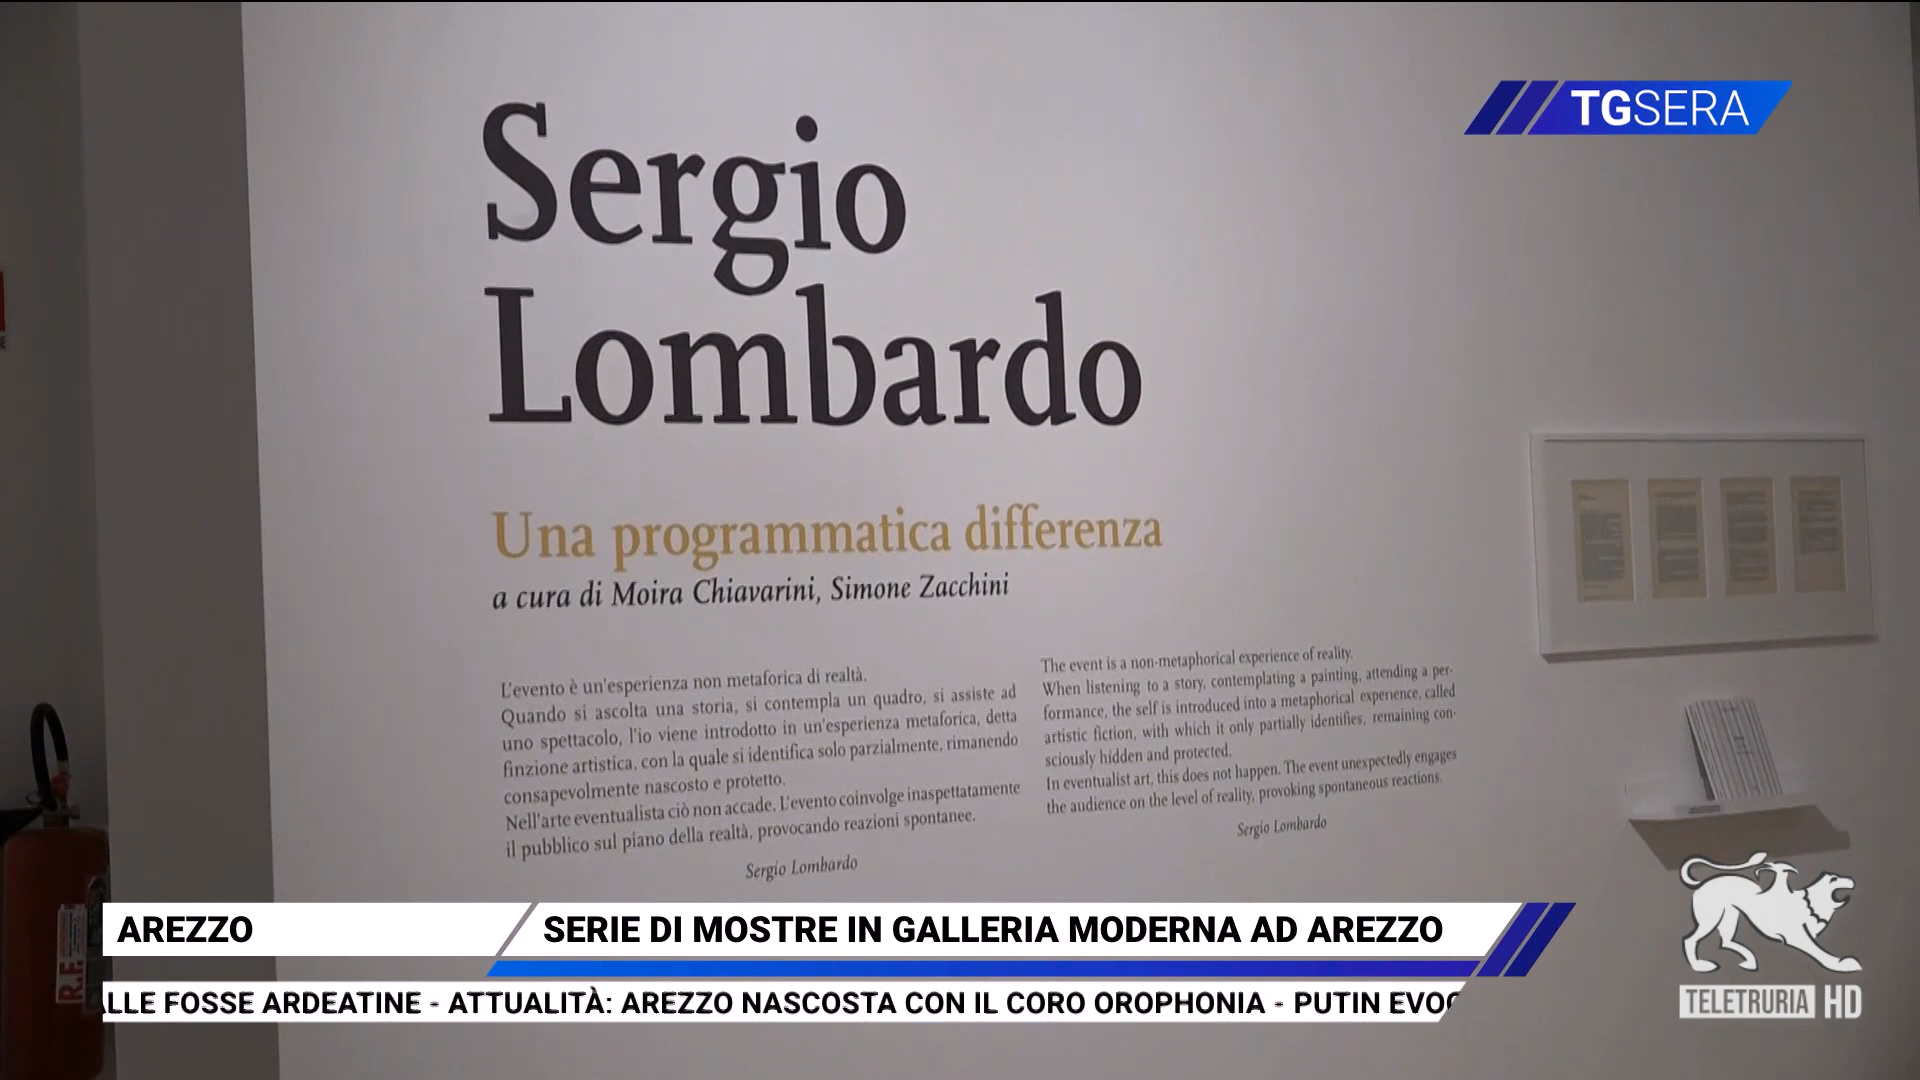 TGSERA
Sergio
Lombardo
Una programmatica differenza
a cura di Moira Chiavarini, Simone Zacchini
L'evento è un'esperienza non metaforica di realtà.
Quando si ascolta una storia, si contempla un quadro, si assiste ad
uno spettacolo, l'io viene introdotto in un'esperienza metaforica, detta
finzione artistica, con la quale si identifica solo parzialmente, rimanendo
consapevolmente nascosto e protetto.
Nell'arte eventualista ciò non accade. L'evento coinvolge inaspettatamente
il pubblico sul piano della realtà, provocando reazioni spontanee.
Sergio Lombardo
The event is a non-metaphorical experience of reality.
When listening to a story, contemplating a painting, attending a per-
formance, the self is introduced into a metaphorical experience, called
artistic fiction, with which it only partially identifies, remaining con-
sciously hidden and protected.
In eventualist art, this does not happen. The event unexpectedly engages
the audience on the level of reality, provoking spontaneous reactions.
Sergio Lombardo
R.F.
AREZZO
SERIE DI MOSTRE IN GALLERIA MODERNA AD AREZZO
ALLE FOSSE ARDEATINE - ATTUALITÀ: AREZZO NASCOSTA CON IL CORO OROPHONIA - PUTIN EVOC
TELETRURIA HD